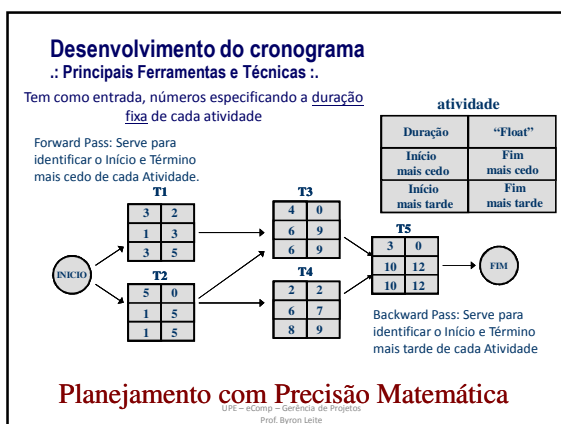 Desenvolvimento do cronograma
.: Principais Ferramentas e Técnicas :.
Tem como entrada, números especificando a duração
fixa de cada atividade
atividade
Duração “Float”
Início mais cedo Fim mais cedo
Início mais tarde Fim mais tarde
Forward Pass: Serve para
identificar o Início e Término
mais cedo de cada Atividade.
T1
3 2
1 3
3 5
T3
4 0
6 9
6 9
T5
3 0
10 12
10 12
INICIO
FIM
T2
5 0
1 5
1 5
T4
2 2
6 7
8 9
Backward Pass: Serve para
identificar o Início e Término
mais tarde de cada Atividade
Planejamento com Precisão Matemática
UPE – eComp – Gerência de Projetos
Prof. Byron Leite